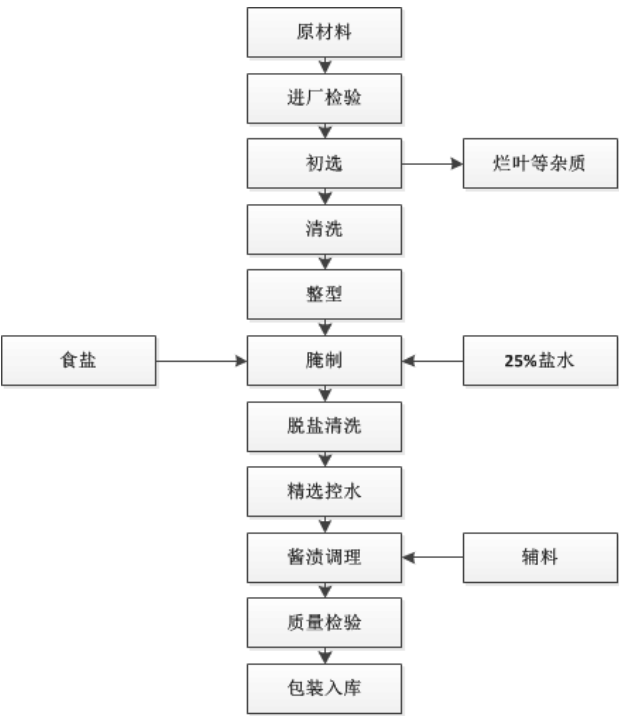 原材料
进厂检验
初选
烂叶等杂质
清洗
整型
食盐
腌制
25%盐水
脱盐清洗
精选控水
酱渍调理
辅料
质量检验
包装入库